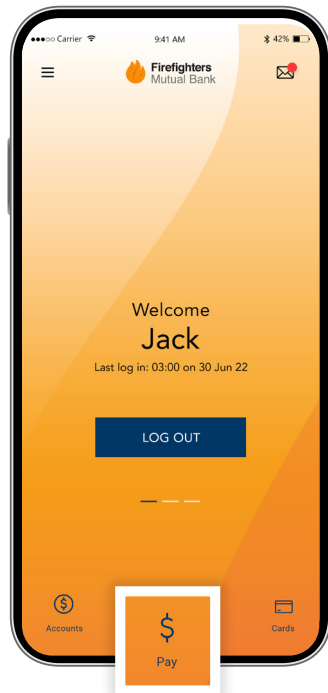 Carrier 9:41 AM 42%
Firefighters
Mutual Bank
Welcome
Jack
Last log in: 03:00 on 30 Jun 22
LOG OUT
$ $
Accounts Pay Cards